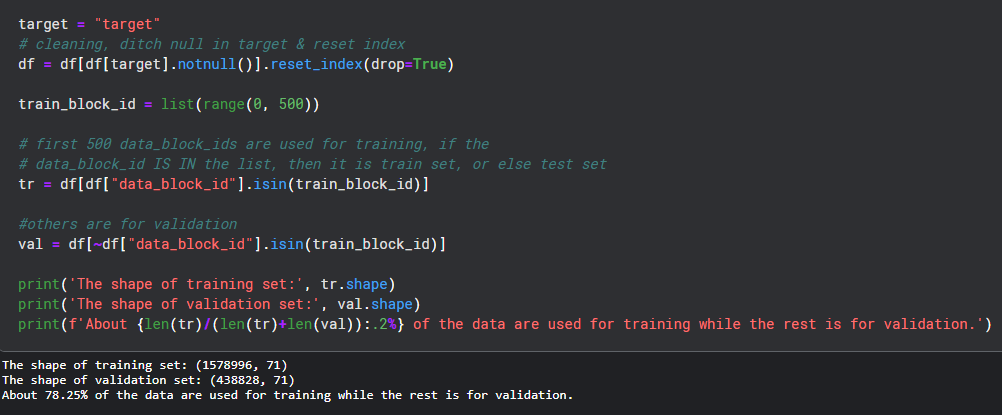 target = "target"
# cleaning, ditch null in target & reset index
df = df[df[target].notnull()].reset_index(drop=True)
train_block_id = list(range(0, 500))
# first 500 data_block_ids are used for training, if the
# data_block_id IS IN the list, then it is train set, or else test set
tr = df[df["data_block_id"].isin(train_block_id)]
#others are for validation
val = df[~df["data_block_id"].isin(train_block_id)]
print('The shape of training set:', tr.shape)
print('The shape of validation set:', val.shape)
print(f'About {len(tr)/(len(tr)+len(val)):.2%} of the data are used for training while the rest is for validation.')
The shape of training set: (1578996, 71)
The shape of validation set: (438828, 71)
About 78.25% of the data are used for training while the rest is for validation.